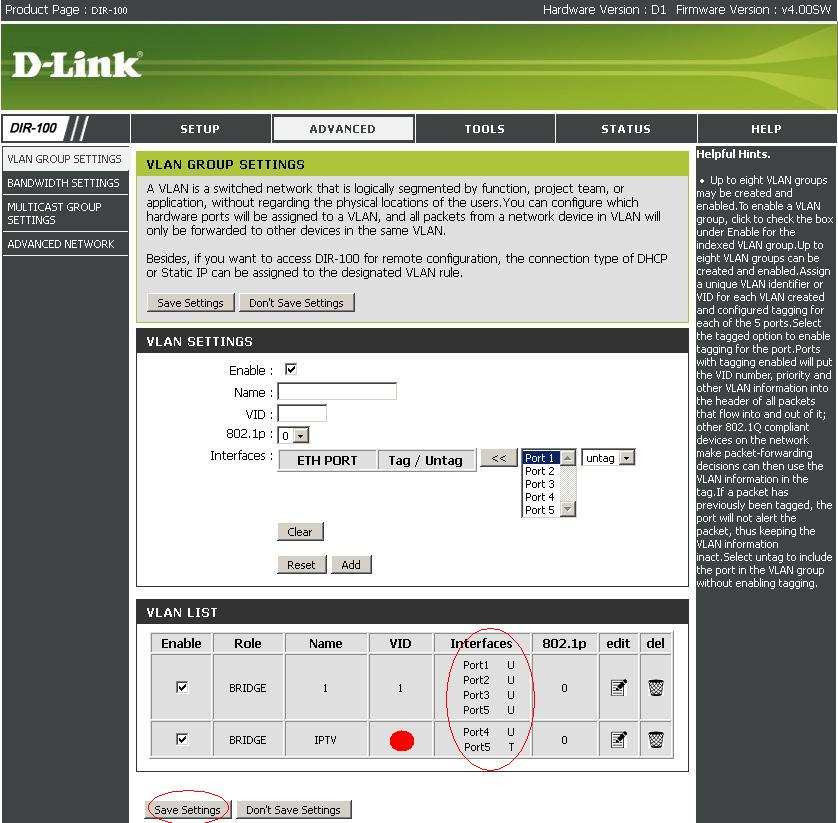 Product Page : DIR-100
Hardware Version : D1 Firmware Version : v4.00SW
D-Link®
DIR-100
SETUP
ADVANCED
TOOLS
STATUS
HELP
VLAN GROUP SETTINGS
BANDWIDTH SETTINGS
MULTICAST GROUP
SETTINGS
ADVANCED NETWORK
VLAN GROUP SETTINGS
A VLAN is a switched network that is logically segmented by function, project team, or
application, without regarding the physical locations of the users.You can configure which
hardware ports will be assigned to a VLAN, and all packets from a network device in VLAN will
only be forwarded to other devices in the same VLAN.
Besides, if you want to access DIR-100 for remote configuration, the connection type of DHCP
or Static IP can be assigned to the designated VLAN rule.
Save Settings Don't Save Settings
VLAN SETTINGS
Enable :
Name :
VID :
802.1p : 0
Interfaces : ETH PORT Tag / Untag << Port 1 untag
Port 2
Port 3
Port 4
Port 5
Clear
Reset Add
VLAN LIST
Enable Role Name VID Interfaces 802.1p edit del
BRIDGE 1 1 Port1 U 0
Port2 U
Port3 U
Port5 U
BRIDGE IPTV Port4 U 0
Port5 T
Save Settings Don't Save Settings
Helpful Hints.
• Up to eight VLAN groups
may be created and
enabled.To enable a VLAN
group, click to check the box
under Enable for the
indexed VLAN group.Up to
eight VLAN groups can be
created and enabled.Assign
a unique VLAN identifier or
VID for each VLAN created
and configured tagging for
each of the 5 ports.Select
the tagged option to enable
tagging for the port.Ports
with tagging enabled will put
the VID number, priority and
other VLAN information into
the header of all packets
that flow into and out of it;
other 802.1Q compliant
devices on the network
make packet-forwarding
decisions can then use the
VLAN information in the
tag.If a packet has
previously been tagged, the
port will not alert the
packet, thus keeping the
VLAN information
inact.Select untag to include
the port in the VLAN group
without enabling tagging.